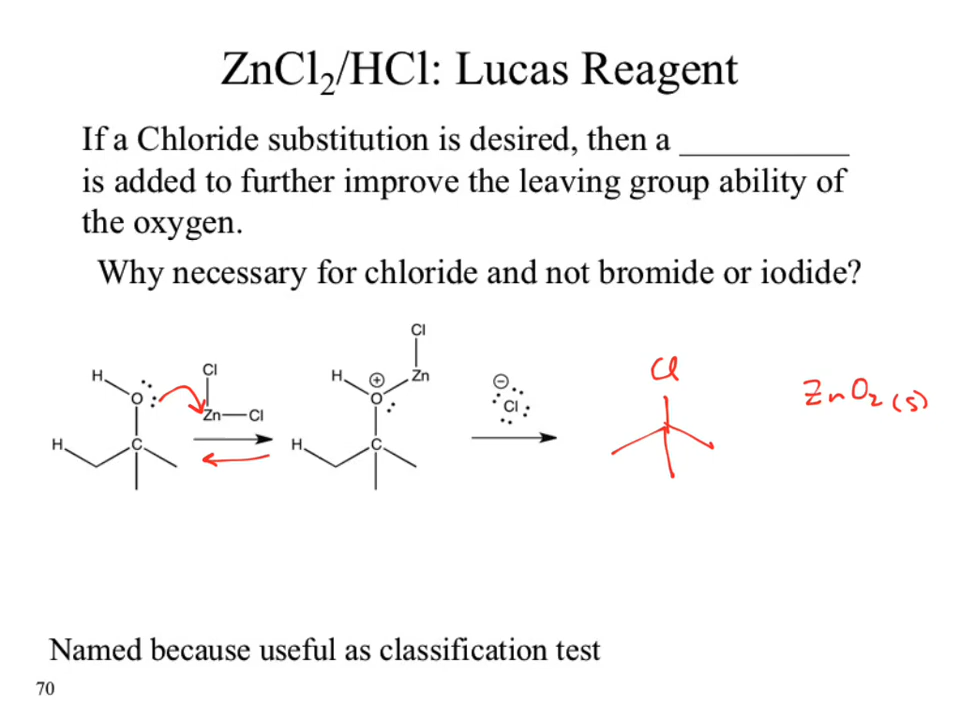 ZnCl2/HCl: Lucas Reagent
If a Chloride substitution is desired, then a __________
is added to further improve the leaving group ability of
the oxygen.
Why necessary for chloride and not bromide or iodide?
Cl
H
Cl
H
Zn
Cl
ZnO2 (s)
O
Zn
Cl
O
Cl
H
C
H
C
Named because useful as classification test
70